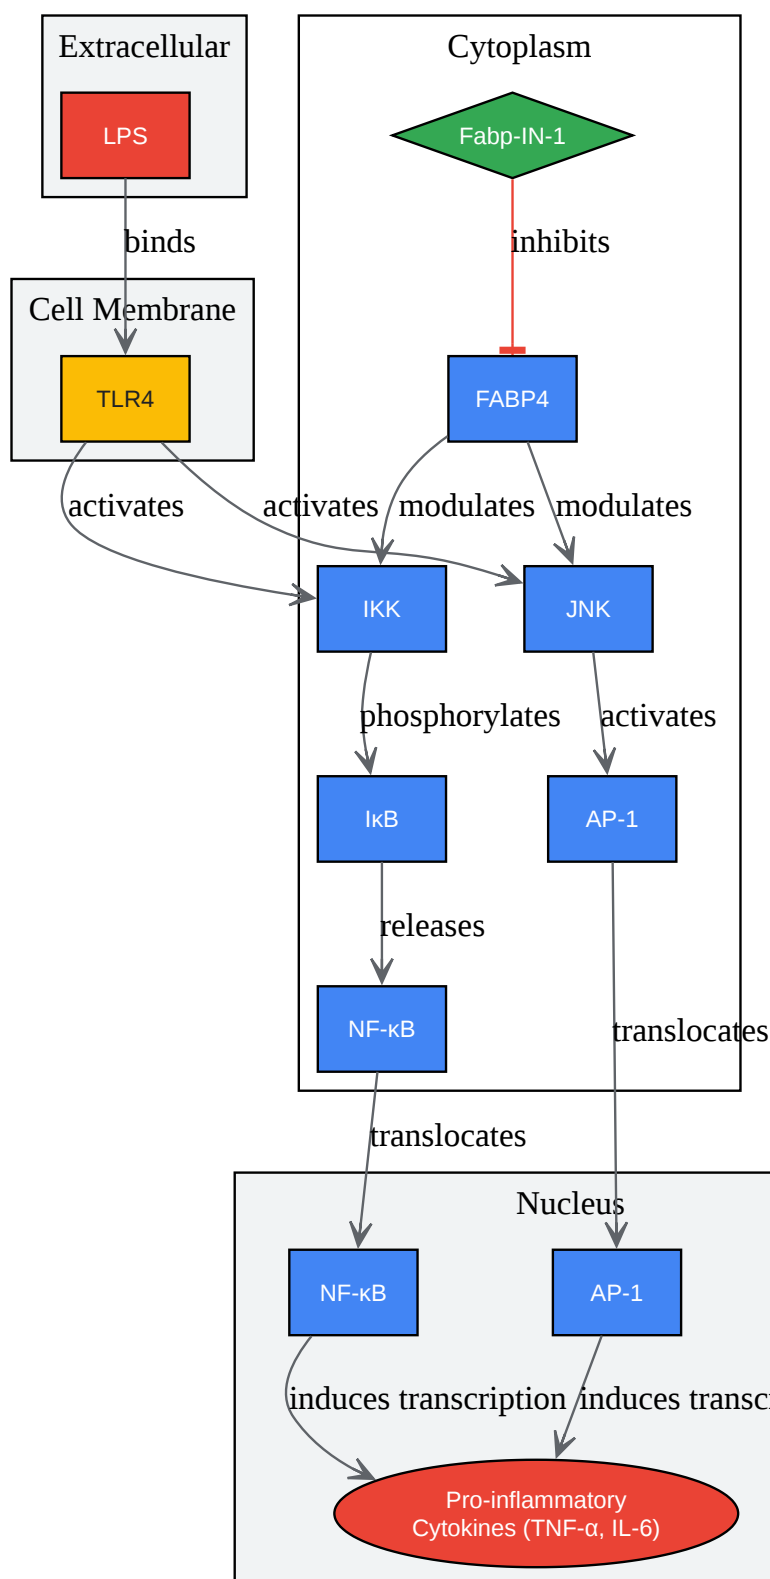 Extracellular
Cytoplasm
LPS
Fabp-IN-1
binds
inhibits
Cell Membrane
TLR4
FABP4
activates
activates
modulates
modulates
IKK
JNK
phosphorylates
activates
IκB
AP-1
releases
NF-κB
translocates
translocates
Nucleus
NF-κB
AP-1
induces transcription
induces
Pro-inflammatory
Cytokines (TNF-α, IL-6)